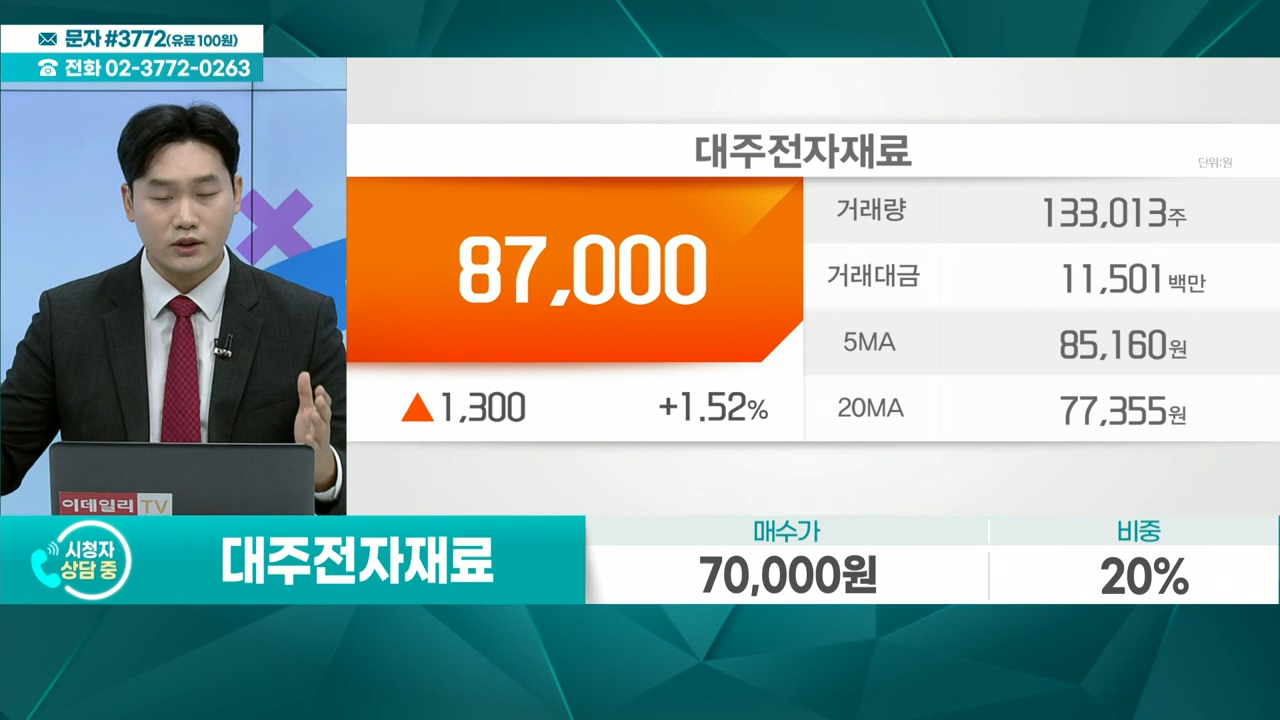 문자 #3772(유료 100원)
전화 02-3772-0263
대주전자재료
단위:원
87,000
▲1,300 +1.52%
거래량 133,013주
거래대금 11,501백만
5MA 85,160원
20MA 77,355원
이데일리TV
시청자
상담 중
대주전자재료
매수가 비중
70,000원 20%